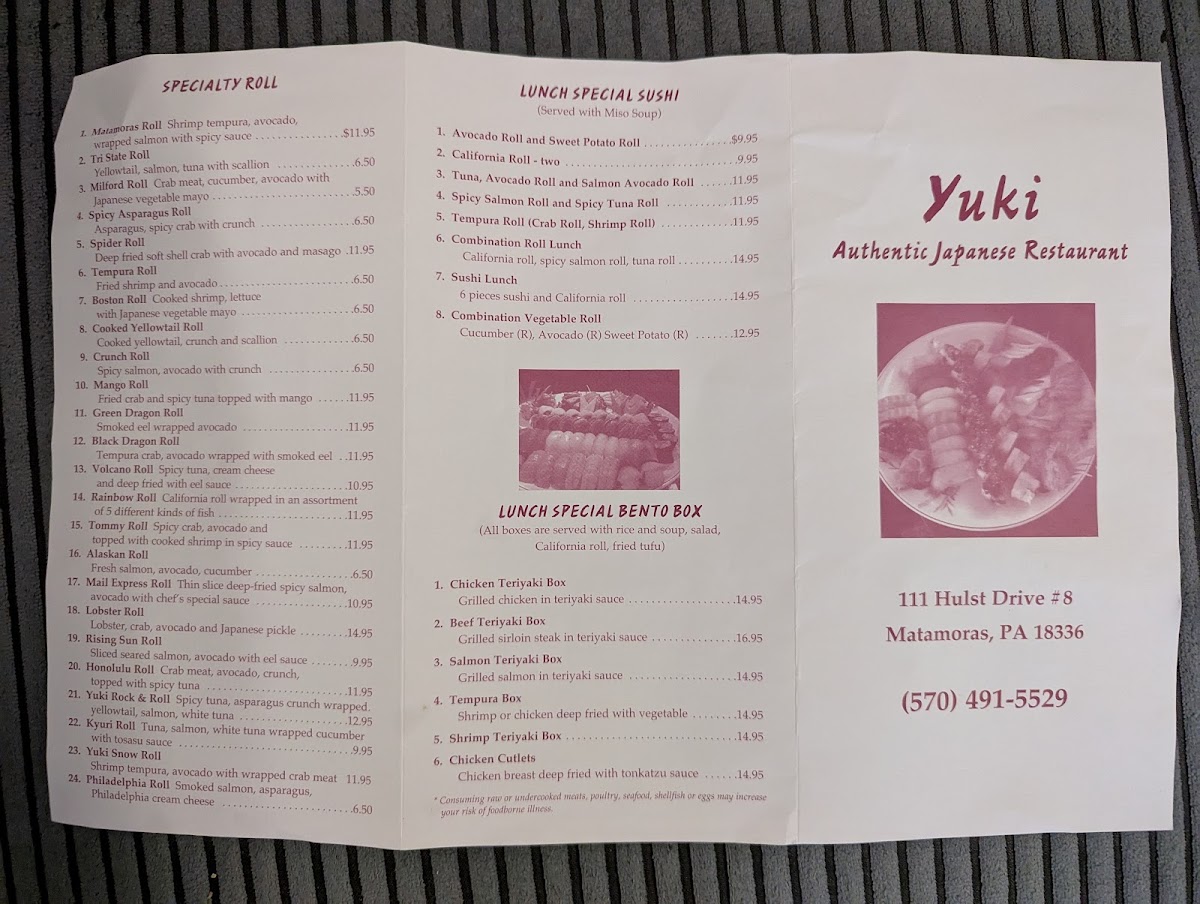 SPECIALTY ROLL
1. Matamoras Roll Shrimp tempura, avocado,
wrapped salmon with spicy sauce ................$11.95
2. Tri State Roll
Yellowtail, salmon, tuna with scallion ..............6.50
3. Milford Roll Crab meat, cucumber, avocado with
Japanese vegetable mayo .........................5.50
4. Spicy Asparagus Roll
Asparagus, spicy crab with crunch .................6.50
5. Spider Roll
Deep fried soft shell crab with avocado and masago .11.95
6. Tempura Roll
Fried shrimp and avocado........................6.50
7. Boston Roll Cooked shrimp, lettuce
with Japanese vegetable mayo ....................6.50
8. Cooked Yellowtail Roll
Cooked yellowtail, crunch and scallion .............6.50
9. Crunch Roll
Spicy salmon, avocado with crunch ................6.50
10. Mango Roll
Fried crab and spicy tuna topped with mango ......11.95
11. Green Dragon Roll
Smoked eel wrapped avocado ...................11.95
12. Black Dragon Roll
Tempura crab, avocado wrapped with smoked eel ..11.95
13. Volcano Roll Spicy tuna, cream cheese
and deep fried with eel sauce ....................10.95
14. Rainbow Roll California roll wrapped in an assortment
of 5 different kinds of fish .......................11.95
15. Tommy Roll Spicy crab, avocado and
topped with cooked shrimp in spicy sauce .........11.95
16. Alaskan Roll
Fresh salmon, avocado, cucumber ..................6.50
17. Mail Express Roll Thin slice deep-fried spicy salmon,
avocado with chef's special sauce .................10.95
18. Lobster Roll
Lobster, crab, avocado and Japanese pickle .........14.95
19. Rising Sun Roll
Sliced seared salmon, avocado with eel sauce ........9.95
20. Honolulu Roll Crab meat, avocado, crunch,
topped with spicy tuna .........................11.95
21. Yuki Rock & Roll Spicy tuna, asparagus crunch wrapped.
yellowtail, salmon, white tuna ...................12.95
22. Kyuri Roll Tuna, salmon, white tuna wrapped cucumber
with tosasu sauce ...............................9.95
23. Yuki Snow Roll
Shrimp tempura, avocado with wrapped crab meat 11.95
24. Philadelphia Roll Smoked salmon, asparagus,
Philadelphia cream cheese .......................6.50
LUNCH SPECIAL SUSHI
(Served with Miso Soup)
1. Avocado Roll and Sweet Potato Roll ................$9.95
2. California Roll - two ..............................9.95
3. Tuna, Avocado Roll and Salmon Avocado Roll ......11.95
4. Spicy Salmon Roll and Spicy Tuna Roll ............11.95
5. Tempura Roll (Crab Roll, Shrimp Roll) .............11.95
6. Combination Roll Lunch
California roll, spicy salmon roll, tuna roll ..........14.95
7. Sushi Lunch
6 pieces sushi and California roll ..................14.95
8. Combination Vegetable Roll
Cucumber (R), Avocado (R) Sweet Potato (R) .......12.95
LUNCH SPECIAL BENTO BOX
(All boxes are served with rice and soup, salad,
California roll, fried tufu)
1. Chicken Teriyaki Box
Grilled chicken in teriyaki sauce ...................14.95
2. Beef Teriyaki Box
Grilled sirloin steak in teriyaki sauce ...............16.95
3. Salmon Teriyaki Box
Grilled salmon in teriyaki sauce ...................14.95
4. Tempura Box
Shrimp or chicken deep fried with vegetable ........14.95
5. Shrimp Teriyaki Box ..............................14.95
6. Chicken Cutlets
Chicken breast deep fried with tonkatzu sauce ......14.95
* Consuming raw or undercooked meats, poultry, seafood, shellfish or eggs may increase
your risk of foodborne illness.
Yuki
Authentic Japanese Restaurant
111 Hulst Drive #8
Matamoras, PA 18336
(570) 491-5529